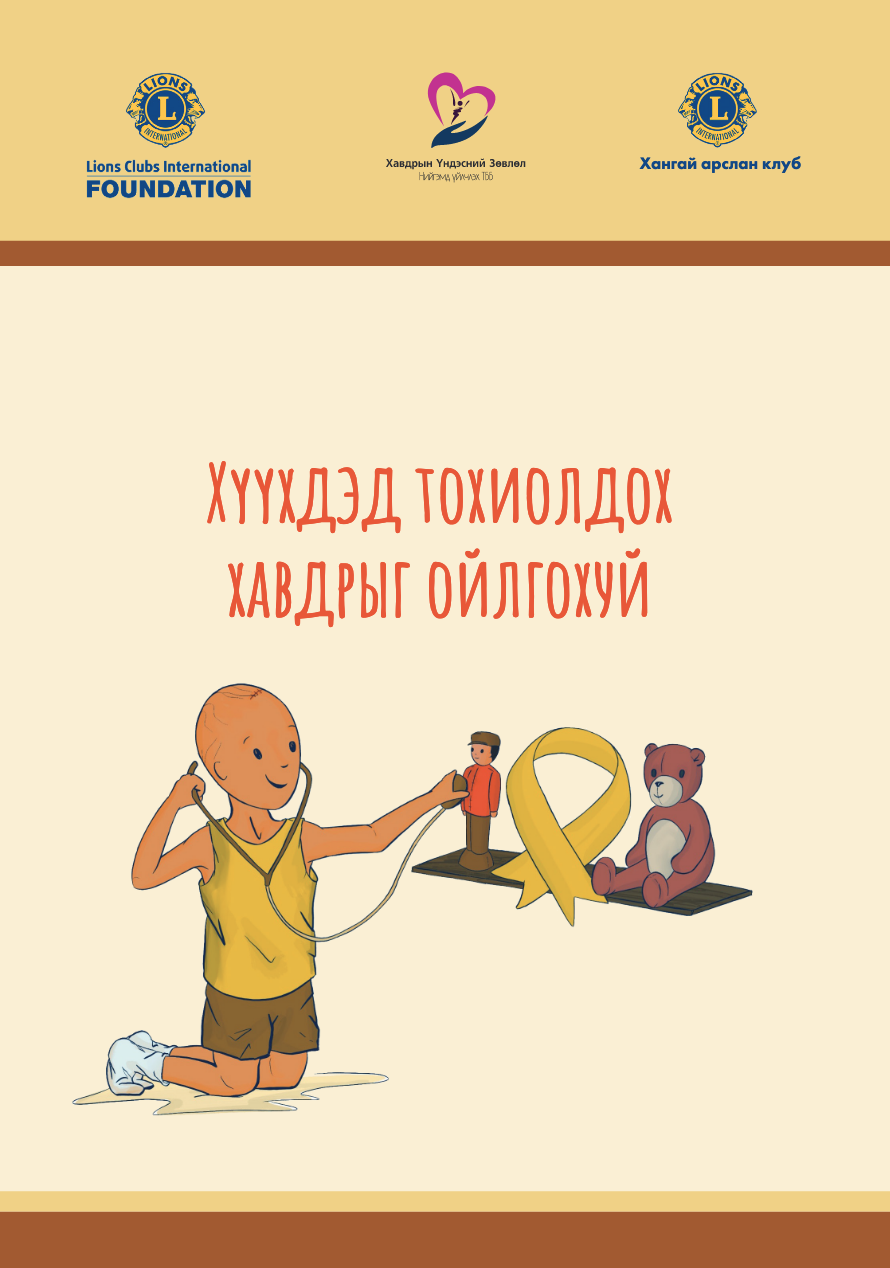 LIONS
L
INTERNATIONAL
Lions Clubs International
FOUNDATION
Хавдрын Үндэсний Зөвлөл
Нийгэмд үйлчлэх ТББ
LIONS
L
INTERNATIONAL
Хангай арслан клуб
Хүүхдэд тохиолдох
хавдрыг ойлгохуй